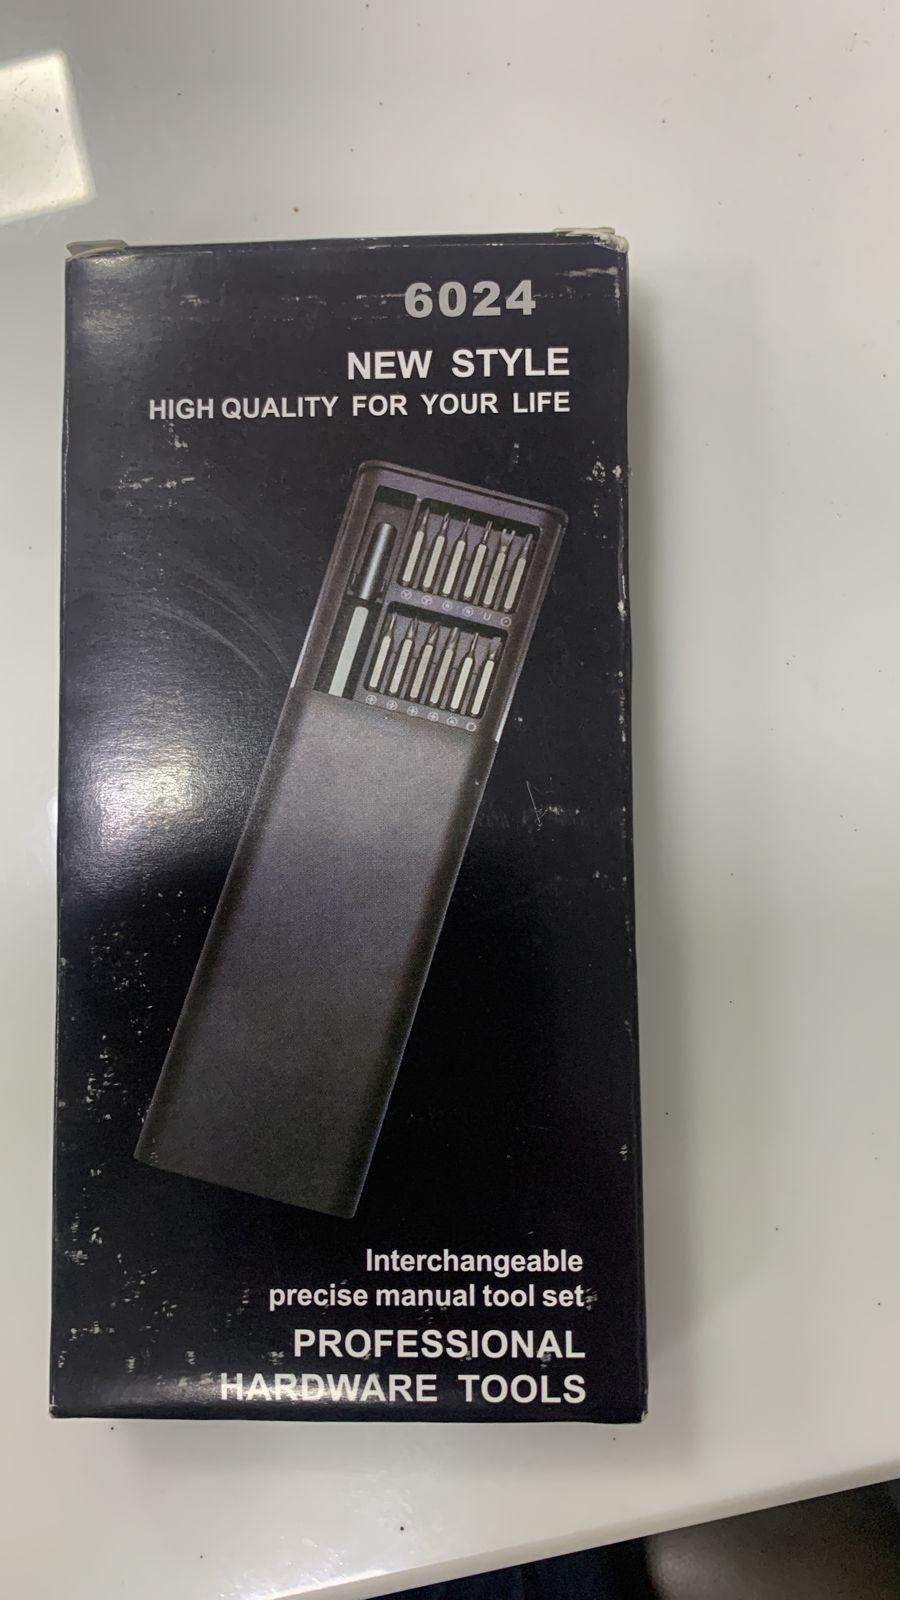 6024
NEW STYLE
HIGH QUALITY FOR YOUR LIFE
Interchangeable
precise manual tool set
PROFESSIONAL
HARDWARE TOOLS